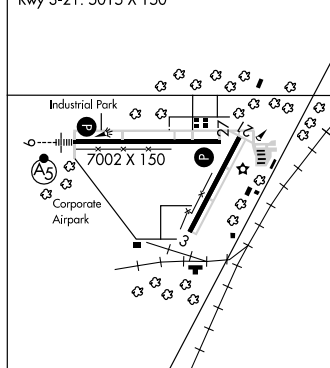 Rwy 3-21: 5015 X 150
Industrial Park
P
27
21
9
7002 X 150
P
A5
Corporate
Airpark
3